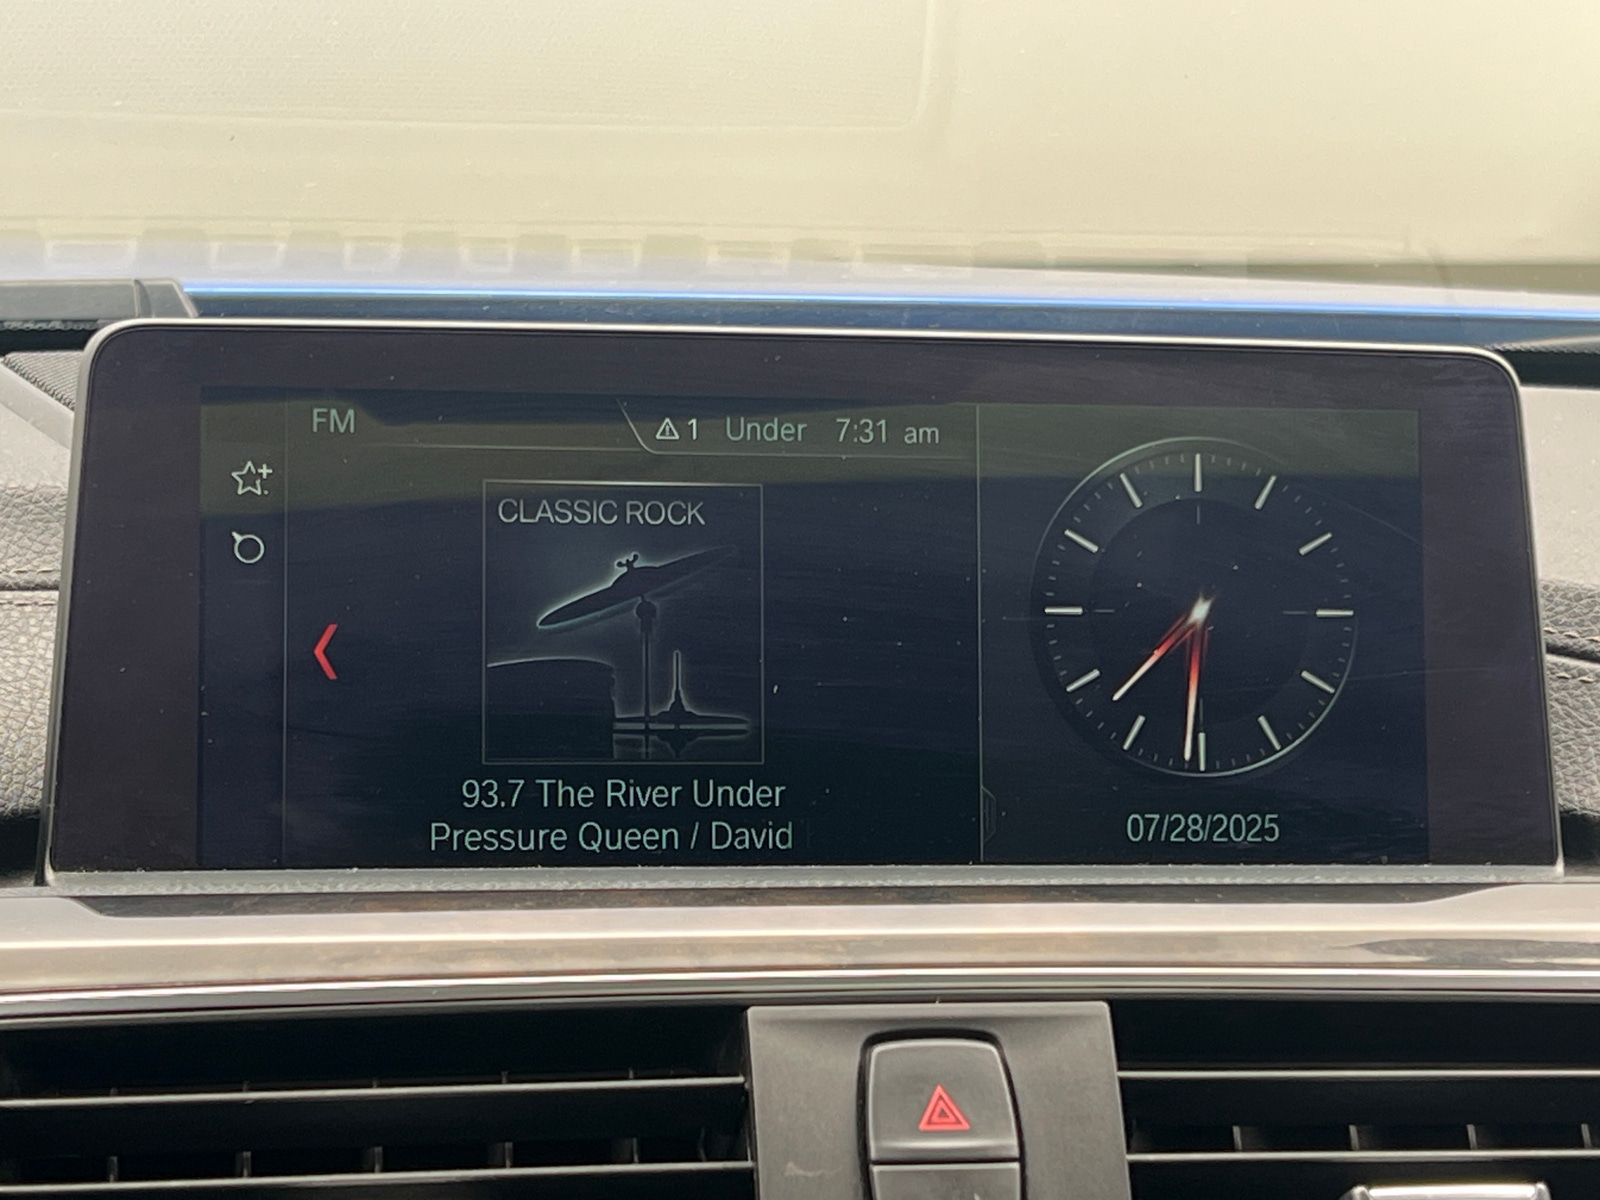 FM
1 Under 7:31 am
CLASSIC ROCK
93.7 The River Under
Pressure Queen / David
07/28/2025